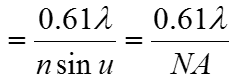 = 0.61λ / n sin u = 0.61λ / NA